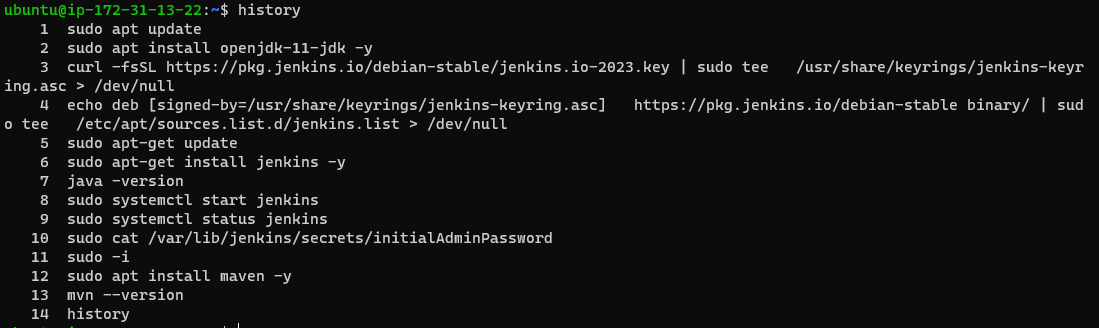 ubuntu@ip-172-31-13-22:~$ history
    1  sudo apt update
    2  sudo apt install openjdk-11-jdk -y
    3  curl -fsSL https://pkg.jenkins.io/debian-stable/jenkins.io-2023.key | sudo tee   /usr/share/keyrings/jenkins-keyr
ing.asc > /dev/null
    4  echo deb [signed-by=/usr/share/keyrings/jenkins-keyring.asc]   https://pkg.jenkins.io/debian-stable binary/ | sud
o tee   /etc/apt/sources.list.d/jenkins.list > /dev/null
    5  sudo apt-get update
    6  sudo apt-get install jenkins -y
    7  java -version
    8  sudo systemctl start jenkins
    9  sudo systemctl status jenkins
   10  sudo cat /var/lib/jenkins/secrets/initialAdminPassword
   11  sudo -i
   12  sudo apt install maven -y
   13  mvn --version
   14  history